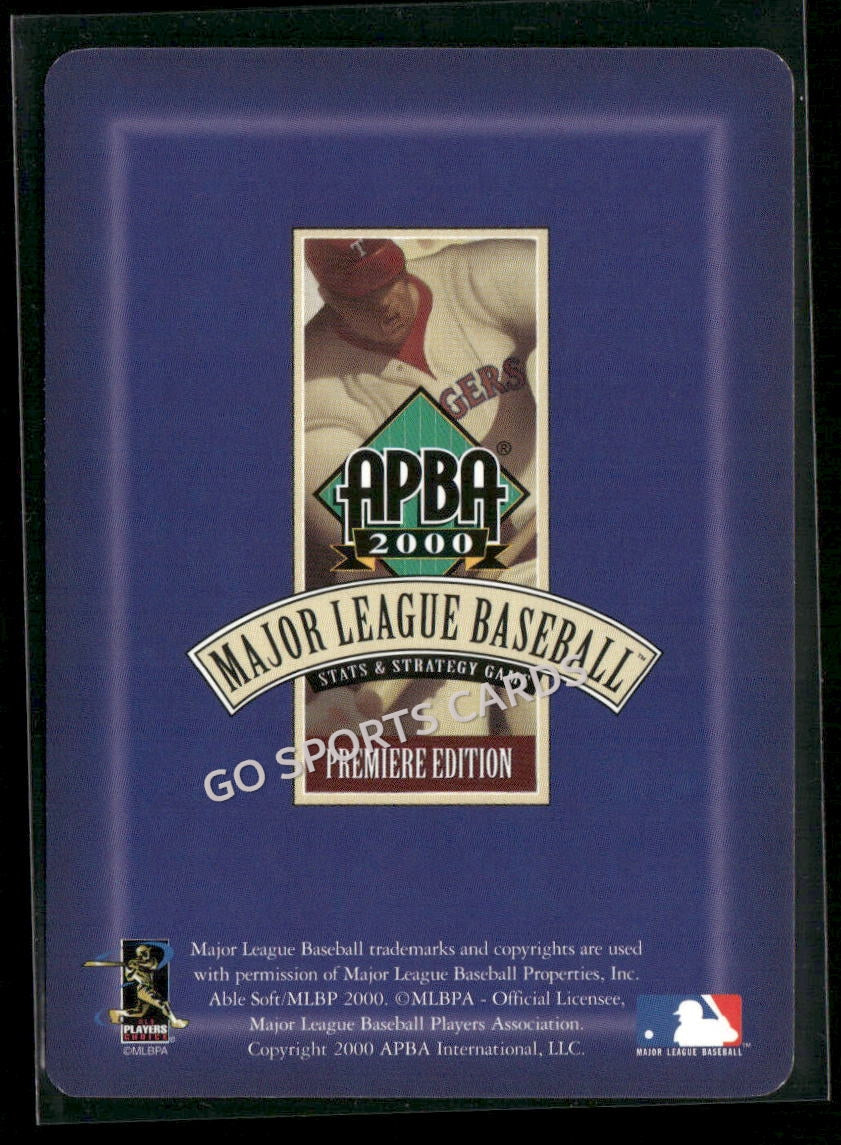 T
GERS
APBA®
2000
MAJOR LEAGUE BASEBALL™
STATS & STRATEGY GAME
GO SPORTS CARDS
PREMIERE EDITION
Major League Baseball trademarks and copyrights are used
with permission of Major League Baseball Properties, Inc.
Able Soft/MLBP 2000. ©MLBPA - Official Licensee,
Major League Baseball Players Association.
Copyright 2000 APBA International, LLC.
PLAYERS
CHOICE®
©MLBPA
MAJOR LEAGUE BASEBALL™